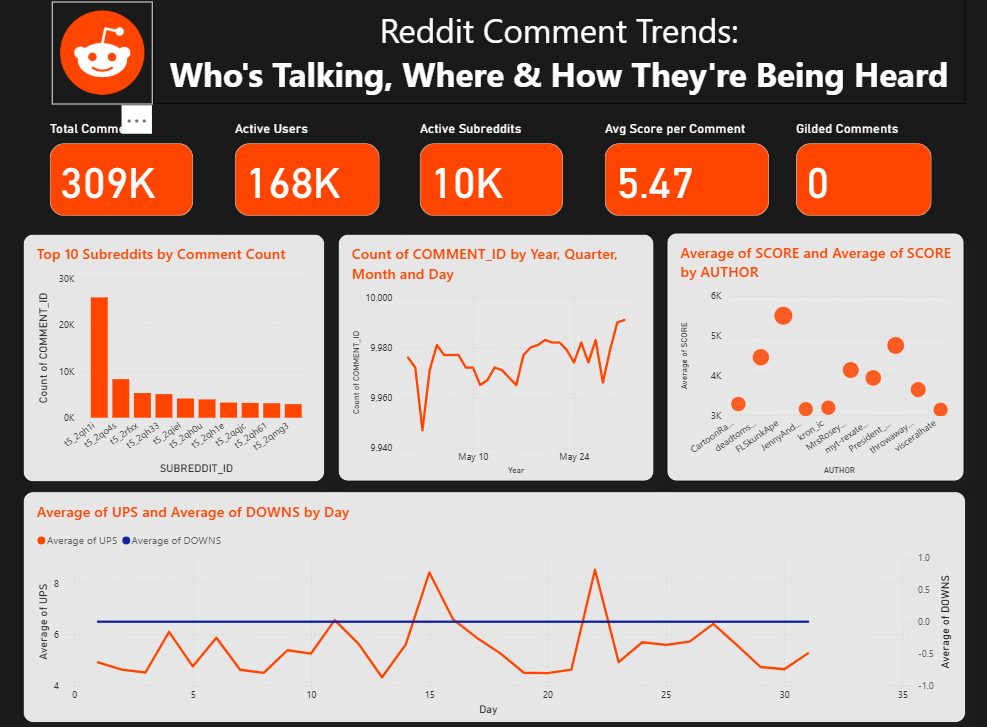 Reddit Comment Trends:
Who's Talking, Where & How They're Being Heard
Total Comme
Active Users
Active Subreddits
Avg Score per Comment
Gilded Comments
309K
168K
10K
5.47
0
Top 10 Subreddits by Comment Count
Count of COMMENT_ID
30K
20K
10K
0K
t5_2qh1i
t5_2qo4s
t5_2rfxx
t5_2qh33
t5_2qiel
t5_2qh0u
t5_2qh1e
t5_2qqjc
t5_2qh61
t5_2qmg3
SUBREDDIT_ID
Count of COMMENT_ID by Year, Quarter,
Month and Day
Count of COMMENT_ID
10,000
9,980
9,960
9,940
May 10
May 24
Year
Average of SCORE and Average of SCORE
by AUTHOR
Average of SCORE
6K
5K
4K
3K
CartoonRa...
deadtoms...
FLSkunkApe
JennyAnd...
kron_ic
MrsRosey...
myt-rexate...
President_...
throwaway...
visceralhate
AUTHOR
Average of UPS and Average of DOWNS by Day
Average of UPS
Average of DOWNS
Average of UPS
8
6
4
0
5
10
15
20
25
30
35
Day
1.0
0.5
0.0
-0.5
-1.0
Average of DOWNS